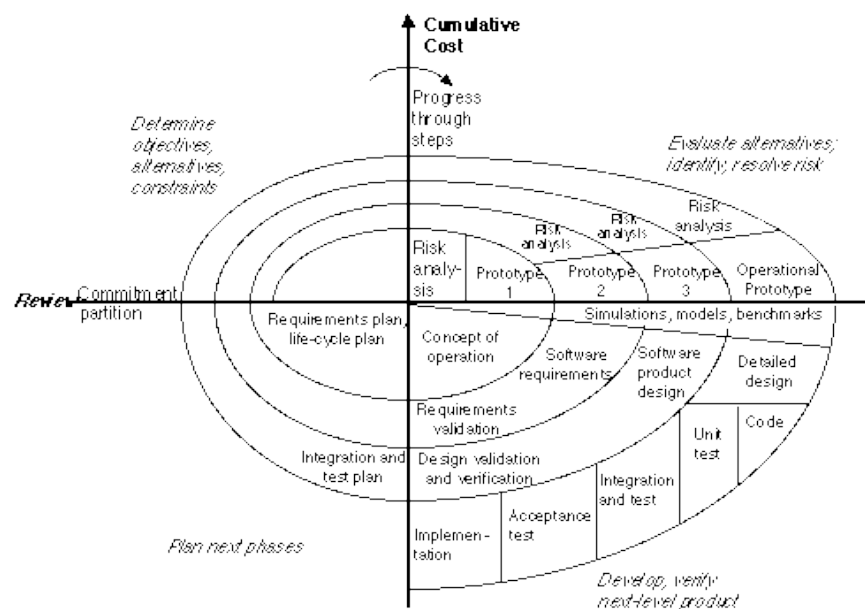 Cumulative
Cost
Progress
through
steps
Determine
objectives,
alternatives,
constraints
Evaluate alternatives;
identify, resolve risk
Risk
analysis
Risk
analysis
Risk
analysis
Risk
analy-
sis
Prototype
1
Prototype
2
Prototype
3
Operational
Prototype
Review
Commitment
partition
Simulations, models, benchmarks
Requirements plan,
life-cycle plan
Concept of
operation
Software
requirements
Software
product
design
Detailed
design
Requirements
validation
Unit
test
Code
Integration and
test plan
Design validation
and verification
Integration
and test
Acceptance
test
Implemen-
tation
Plan next phases
Develop, verify
next-level product